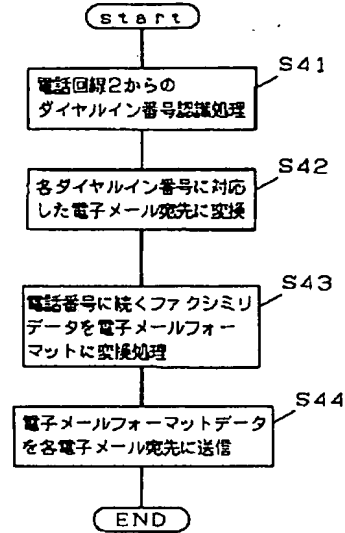 start
S41
電話回線2からの
ダイヤルイン番号認識処理
S42
各ダイヤルイン番号に対応
した電子メール宛先に変換
S43
電話番号に続くファクシミリ
データを電子メールフォー
マットに変換処理
S44
電子メールフォーマットデータ
を各電子メール宛先に送信
END